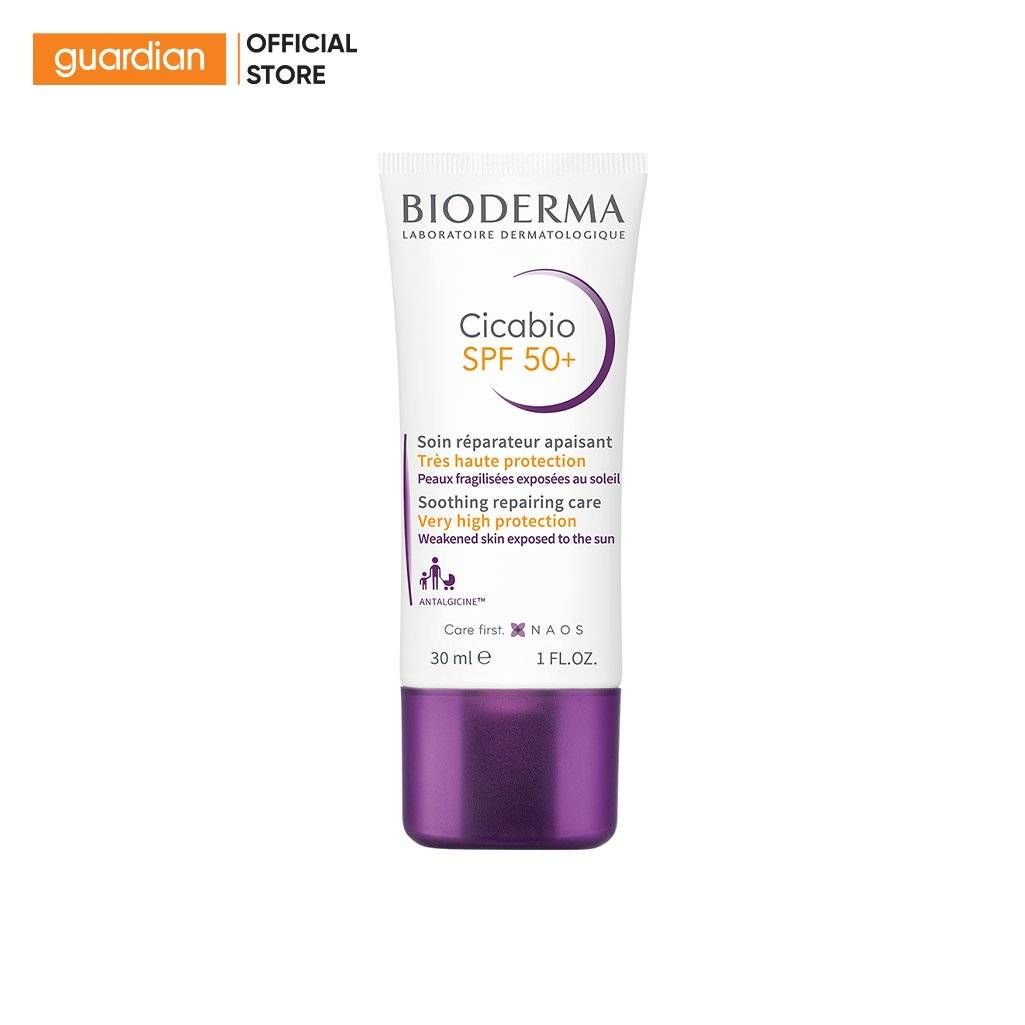 guardian
OFFICIAL
STORE
BIODERMA
LABORATOIRE DERMATOLOGIQUE
Cicabio
SPF 50+
Soin réparateur apaisant
Très haute protection
Peaux fragilisées exposées au soleil
Soothing repairing care
Very high protection
Weakened skin exposed to the sun
ANTALGICINE™
Care first. NAOS
30 ml ℮ 1 FL.OZ.